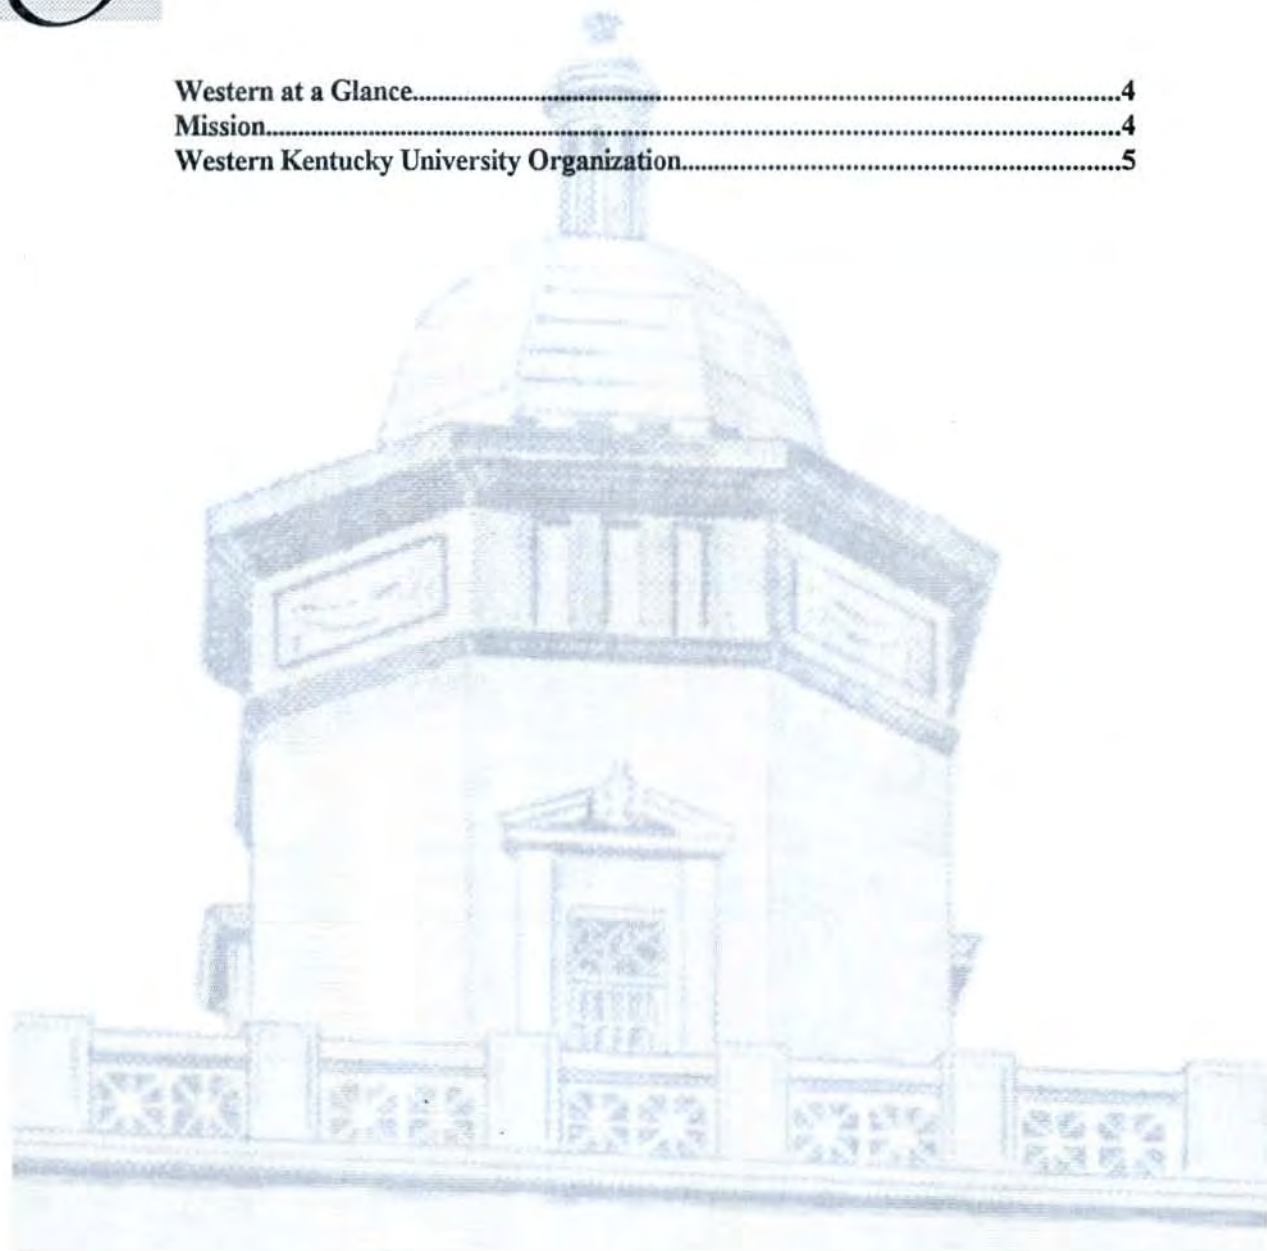 Western at a Glance........................................................................4
Mission........................................................................4
Western Kentucky University Organization........................................................................5